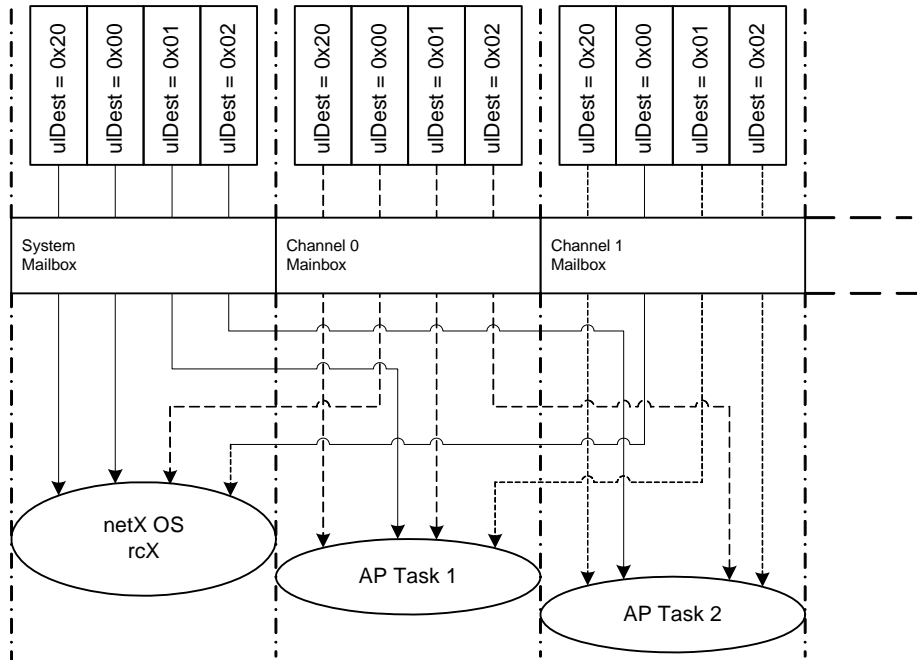 ulDest = 0x20
ulDest = 0x00
ulDest = 0x01
ulDest = 0x02
ulDest = 0x20
ulDest = 0x00
ulDest = 0x01
ulDest = 0x02
ulDest = 0x20
ulDest = 0x00
ulDest = 0x01
ulDest = 0x02
System
Mailbox
Channel 0
Mainbox
Channel 1
Mailbox
netX OS
rcX
AP Task 1
AP Task 2